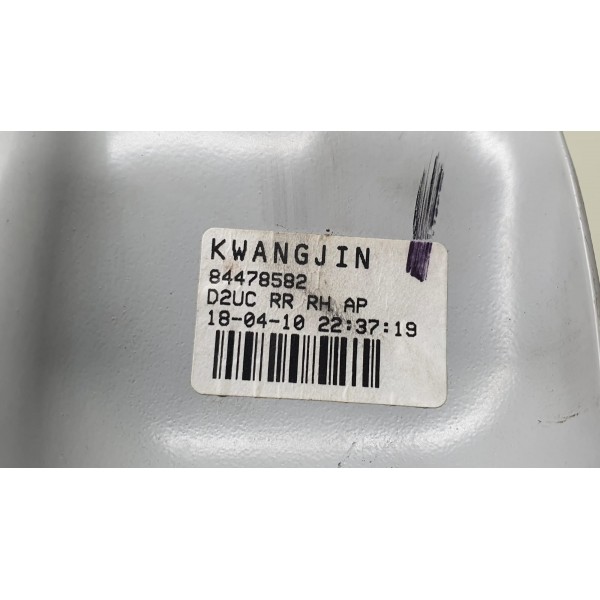 KWANGJIN
84478582
D2UC RR RH AP
18-04-10 22:37:19